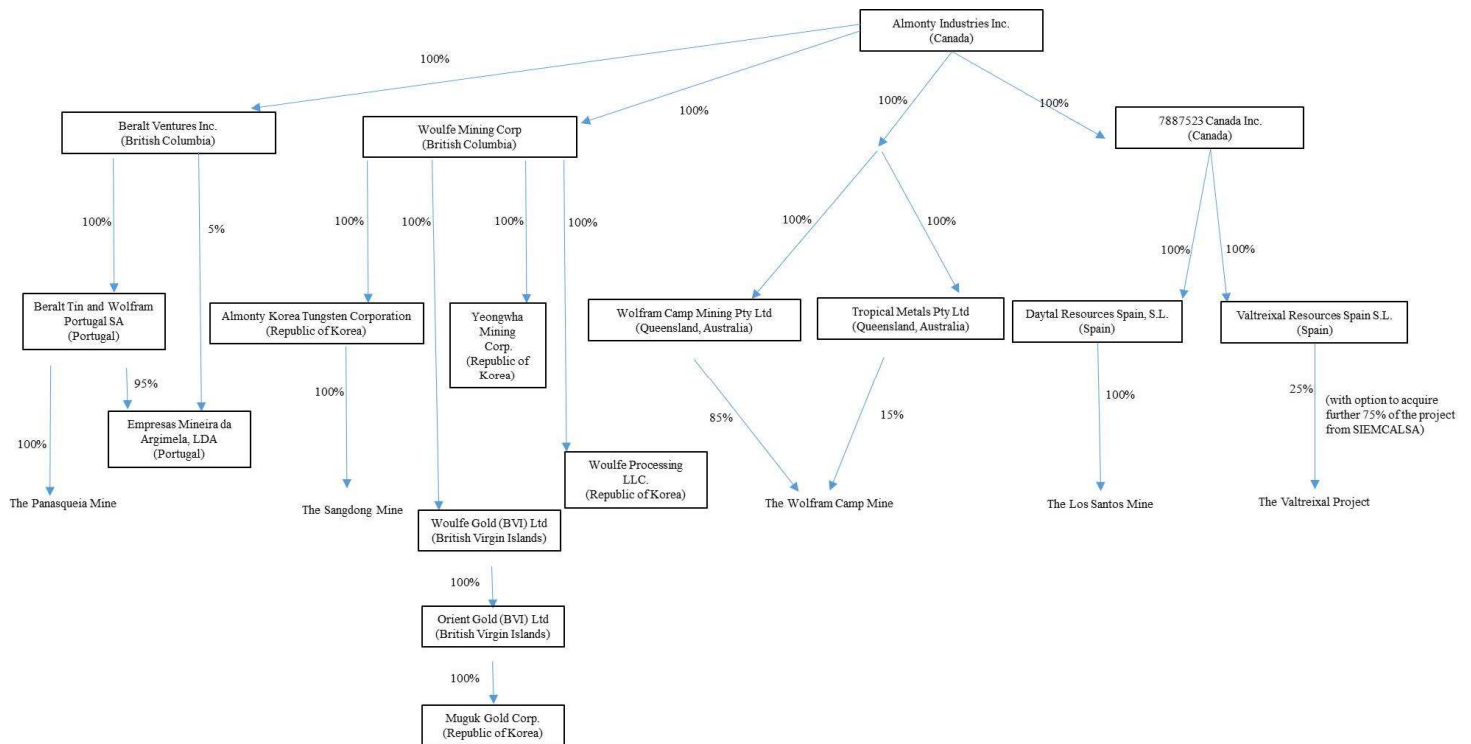 Almonty Industries Inc.
(Canada)
100%
100%
100%
100%
Beralt Ventures Inc.
(British Columbia)
Woulfe Mining Corp
(British Columbia)
7887523 Canada Inc.
(Canada)
100%
5%
100%
100%
100%
100%
100%
100%
100%
100%
Beralt Tin and Wolfram
Portugal SA
(Portugal)
Almonty Korea Tungsten Corporation
(Republic of Korea)
Yeongwha
Mining
Corp.
(Republic of
Korea)
Wolfram Camp Mining Pty Ltd
(Queensland, Australia)
Tropical Metals Pty Ltd
(Queensland, Australia)
Daytal Resources Spain, S.L.
(Spain)
Valtreixal Resources Spain S.L.
(Spain)
95%
100%
100%
85%
15%
100%
25%
(with option to acquire
further 75% of the project
from SIEMCALSA)
Empresas Mineira da
Argimela, LDA
(Portugal)
Woulfe Processing
LLC.
(Republic of Korea)
The Panasqueia Mine
The Sangdong Mine
The Wolfram Camp Mine
The Los Santos Mine
The Valtreixal Project
Woulfe Gold (BVI) Ltd
(British Virgin Islands)
100%
Orient Gold (BVI) Ltd
(British Virgin Islands)
100%
Muguk Gold Corp.
(Republic of Korea)